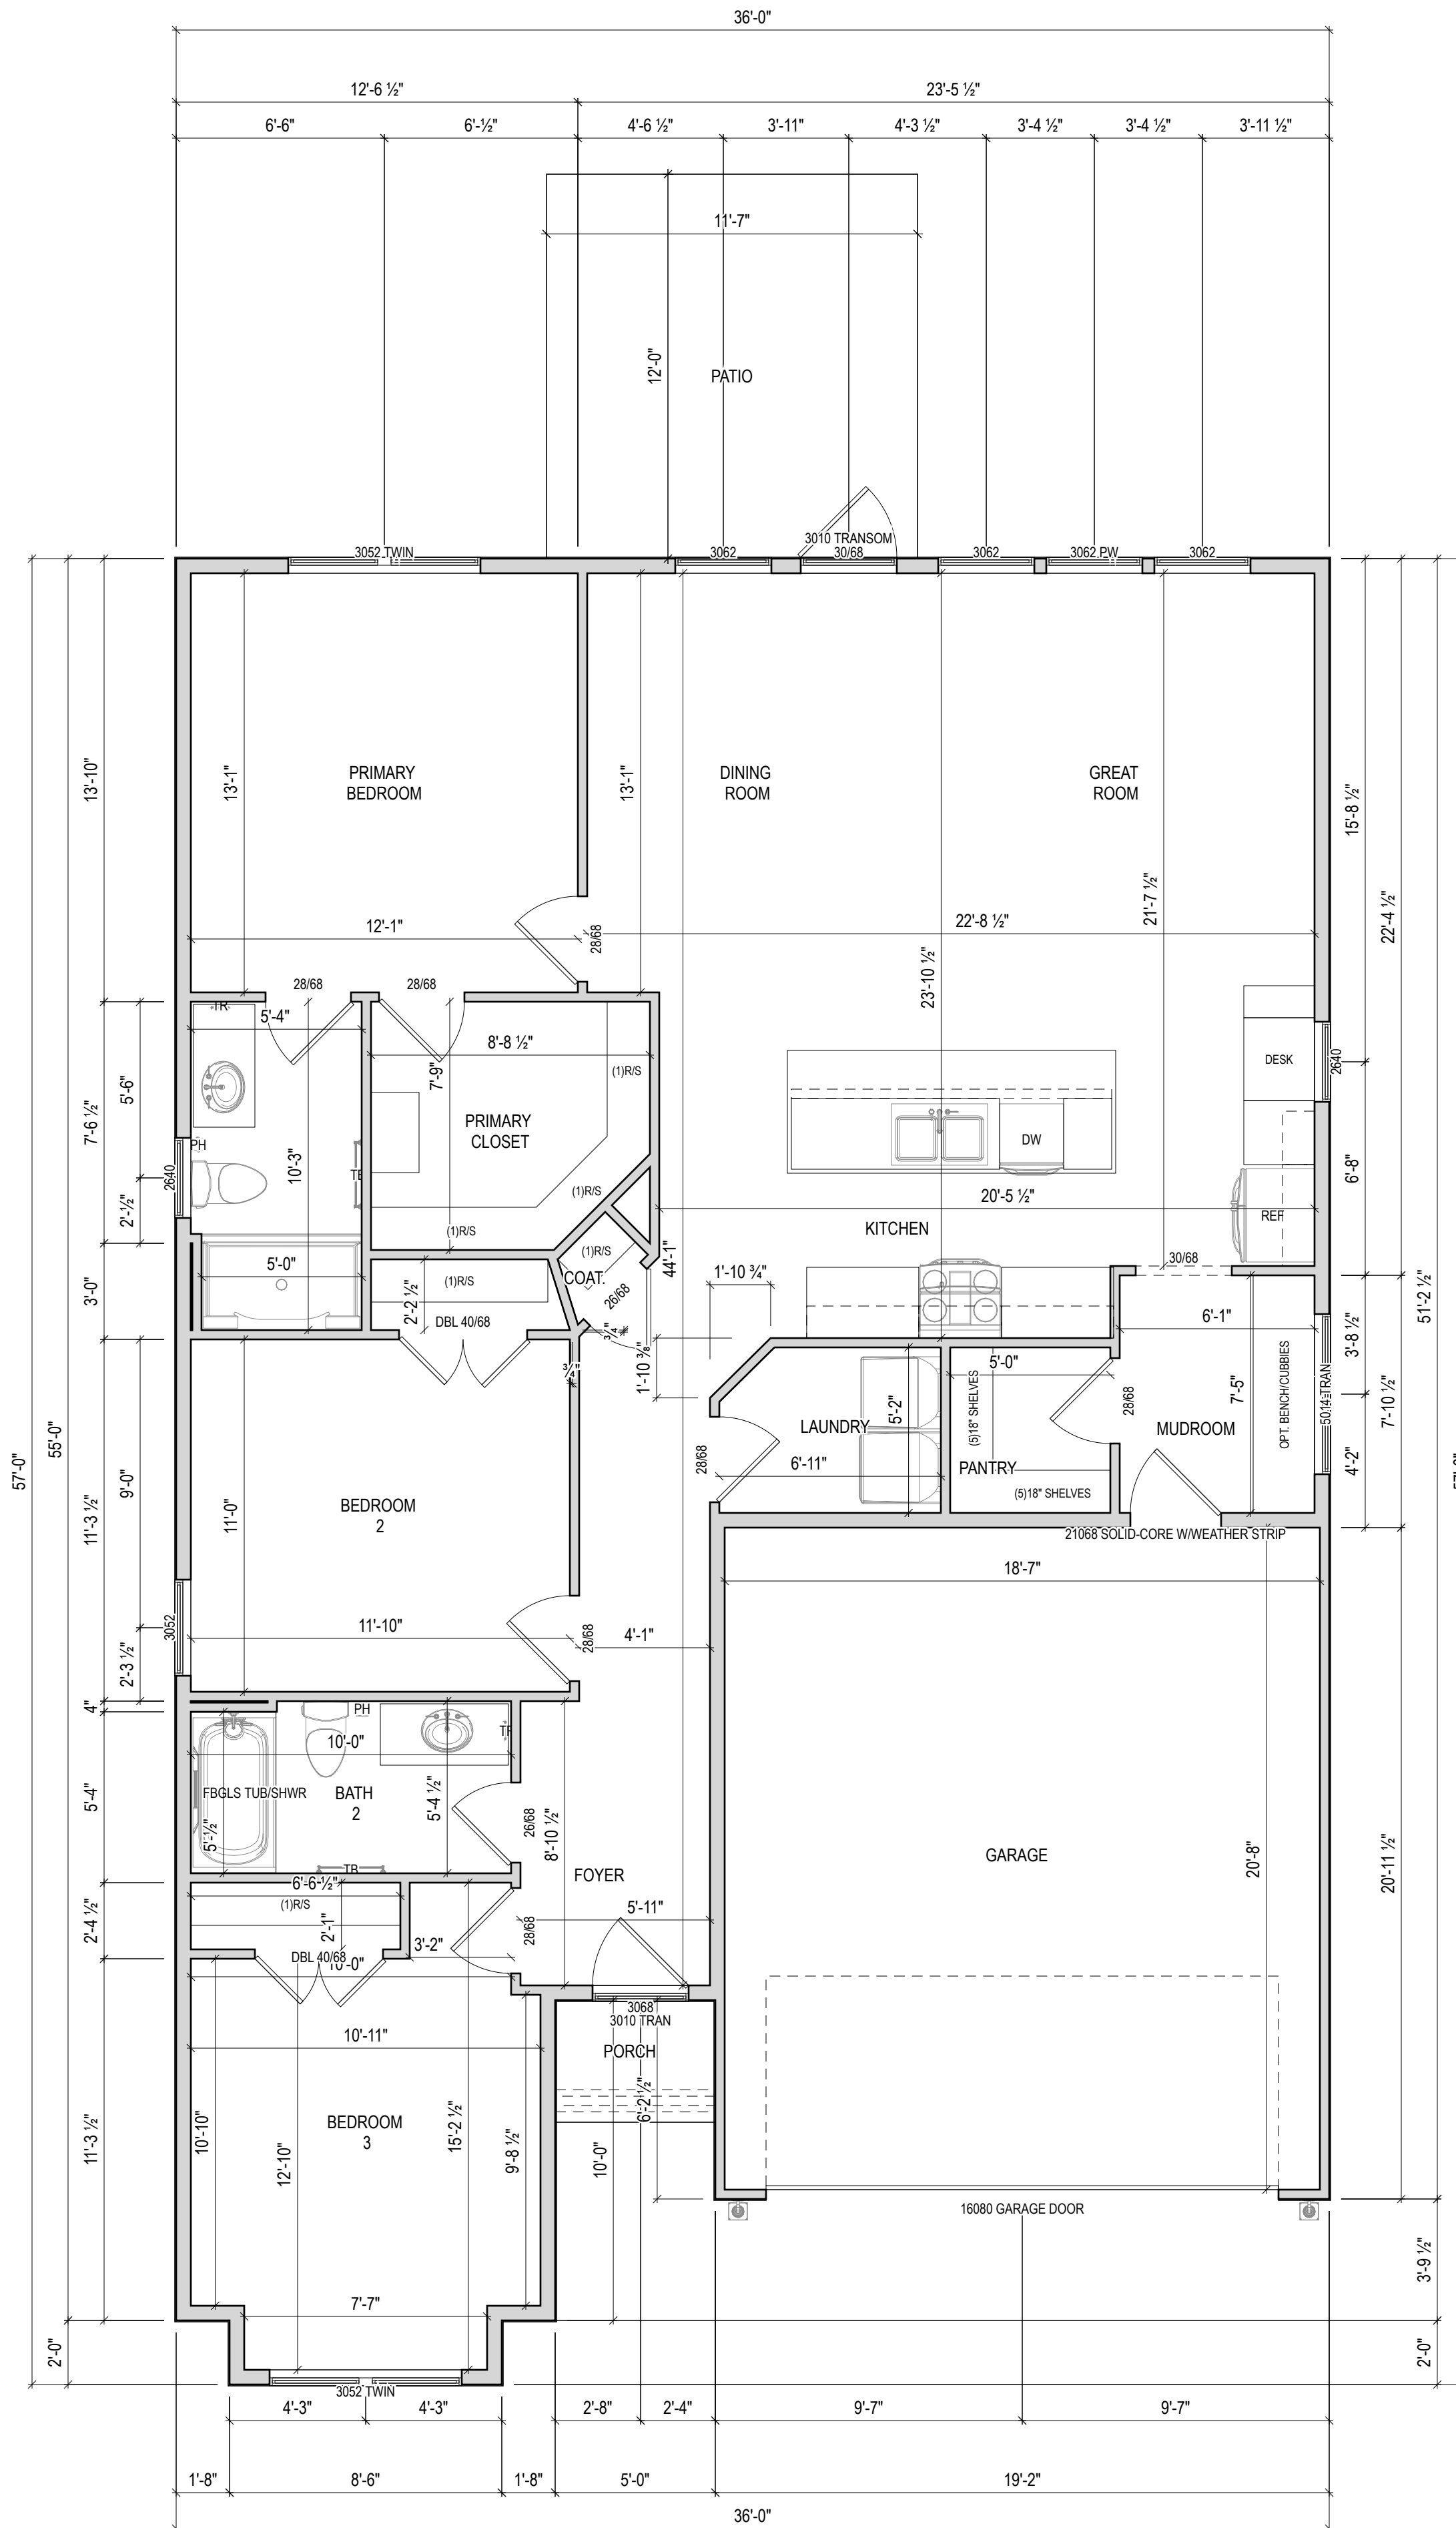 36'-0"
12'-6 ½"
23'-5 ½"
6'-6"
6'-½"
4'-6 ½"
3'-11"
4'-3 ½"
3'-4 ½"
3'-4 ½"
3'-11 ½"
11'-7"
12'-0"
PATIO
3052 TWIN
3062
3010 TRANSOM
30/68
3062
3062 PW
3062
13'-10"
13'-1"
PRIMARY
BEDROOM
13'-1"
DINING
ROOM
GREAT
ROOM
15'-8 ½"
21'-7 ½"
22'-4 ½"
12'-1"
28/68
22'-8 ½"
23'-10 ½"
28/68
28/68
TR
5'-4"
8'-8 ½"
7'-9"
(1)R/S
DESK
2640
5'-6"
7'-6 ½"
PRIMARY
CLOSET
DW
PH
2640
10'-3"
(1)R/S
20'-5 ½"
REF
6'-8"
2'-½"
(1)R/S
KITCHEN
44'-1"
30/68
3'-0"
5'-0"
(1)R/S
(1)R/S
COAT.
26/68
1'-10 ¾"
2'-2 ½"
DBL 40/68
¾"
¾"
1'-10 ⅜"
6'-1"
51'-2 ½"
3'-8 ½"
5'-0"
7'-5"
OPT. BENCH/CUBBIES
5014 TRAN
7'-10 ½"
(5)18" SHELVES
28/68
5'-2"
LAUNDRY
MUDROOM
28/68
6'-11"
PANTRY
(5)18" SHELVES
4'-2"
57'-0"
55'-0"
9'-0"
11'-3 ½"
11'-0"
BEDROOM
2
21068 SOLID-CORE W/WEATHER STRIP
18'-7"
3052
11'-10"
28/68
4'-1"
2'-3 ½"
4"
PH
10'-0"
5'-4"
FBGLS TUB/SHWR
BATH
2
5'-4 ½"
5'-½"
26/68
8'-10 ½"
TB
FOYER
GARAGE
20'-8"
20'-11 ½"
6'-6 ½"
(1)R/S
2'-1"
2'-4 ½"
3'-2"
28/68
5'-11"
DBL 40/68
10'-0"
3068
3010 TRAN
10'-11"
PORCH
6'-2 ½"
11'-3 ½"
10'-10"
12'-10"
BEDROOM
3
15'-2 ½"
9'-8 ½"
10'-0"
16080 GARAGE DOOR
3'-9 ½"
7'-7"
2'-0"
2'-0"
3052 TWIN
4'-3"
4'-3"
2'-8"
2'-4"
9'-7"
9'-7"
1'-8"
8'-6"
1'-8"
5'-0"
19'-2"
36'-0"